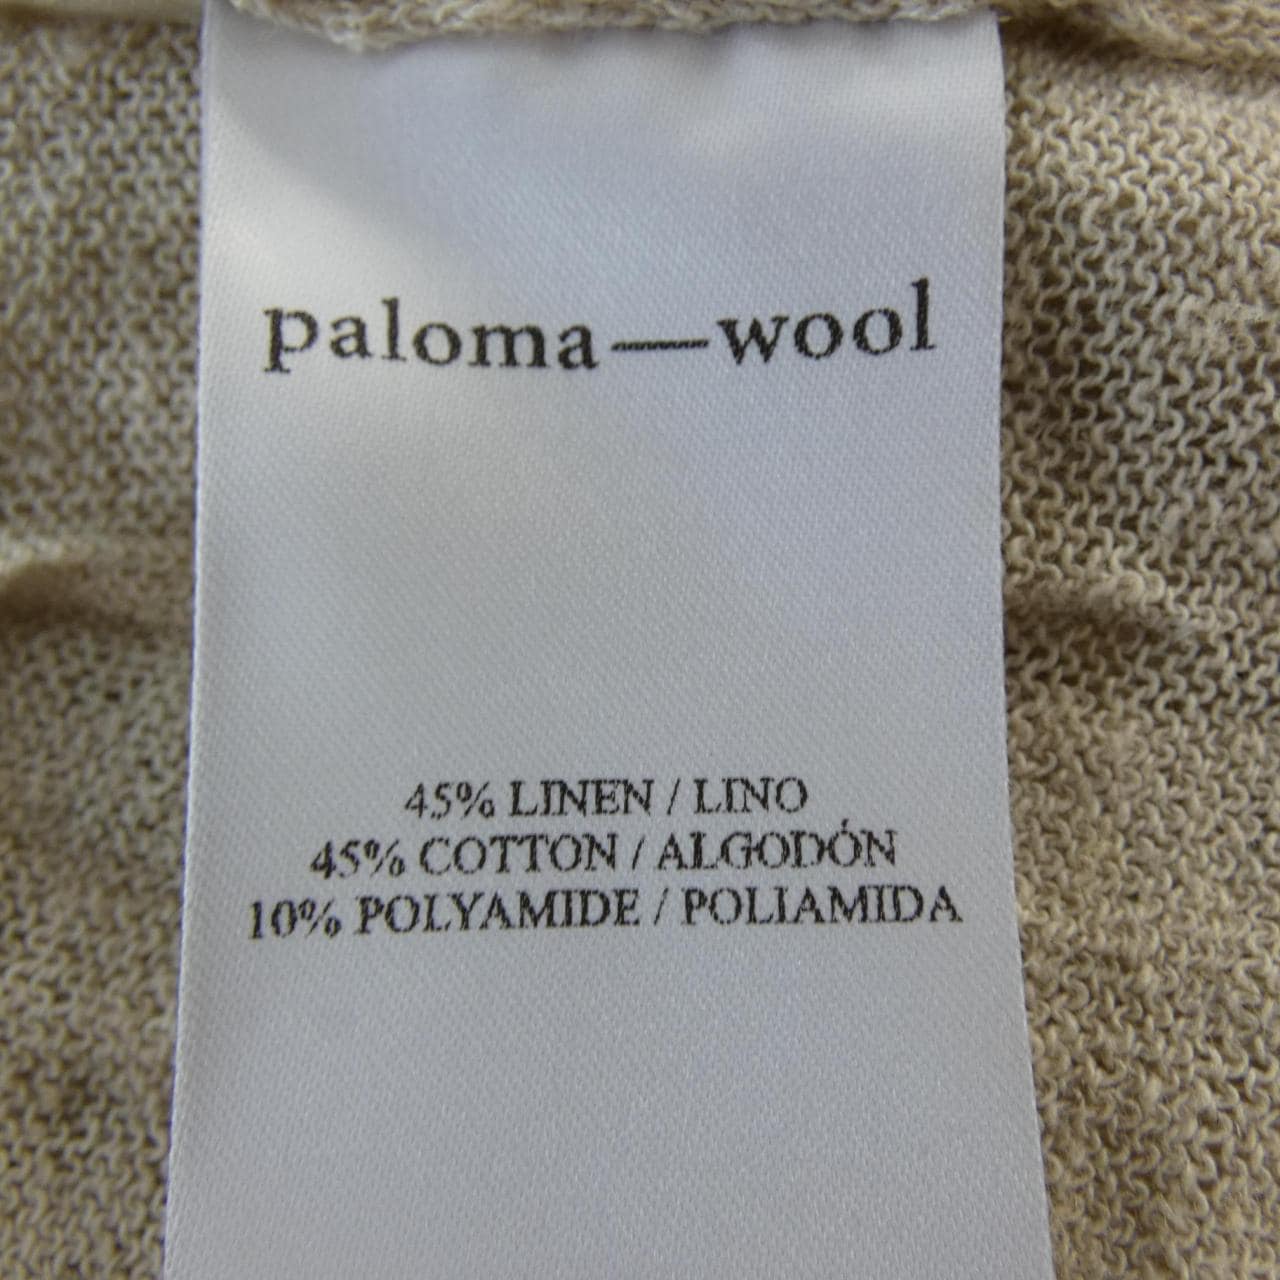 paloma—wool
45% LINEN / LINO
45% COTTON / ALGODÓN
10% POLYAMIDE / POLIAMIDA